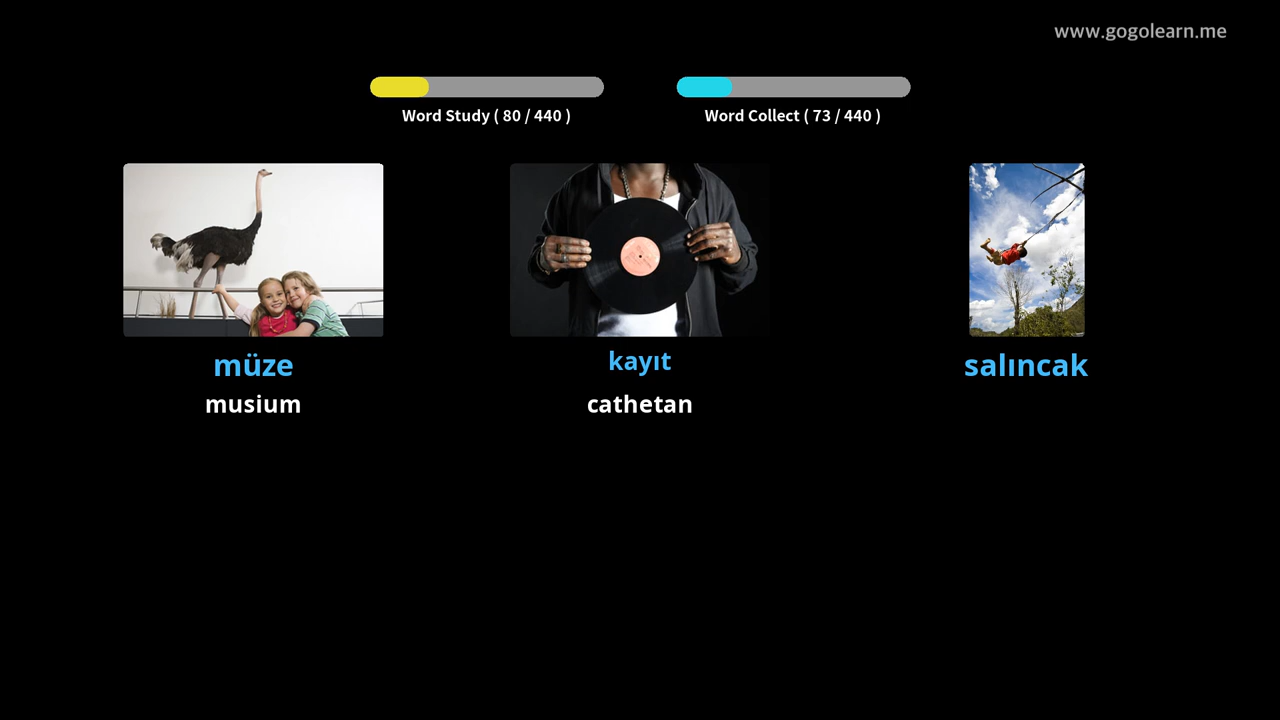 www.gogolearn.me
Word Study ( 80 / 440 )
Word Collect ( 73 / 440 )
müze
kayıt
salıncak
musium
cathetan